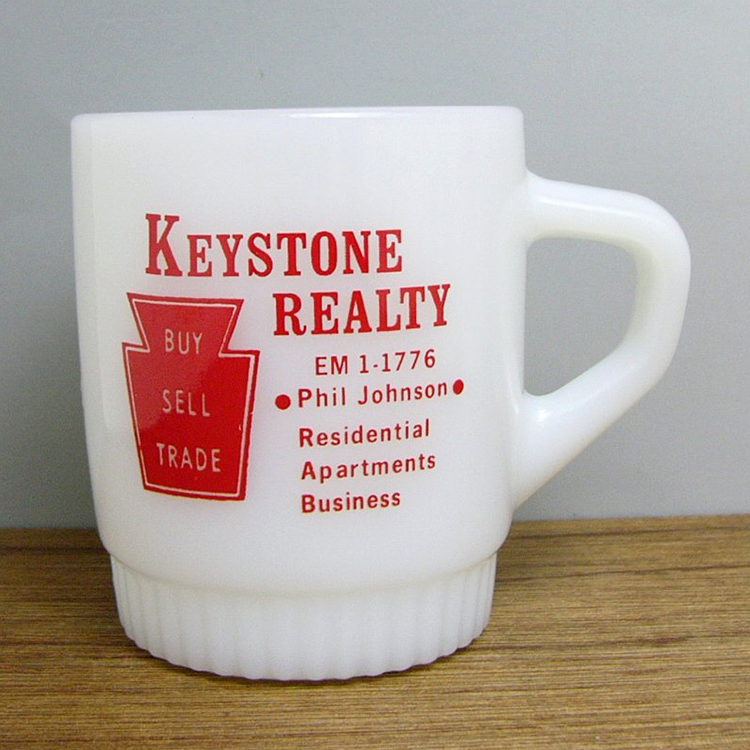 KEYSTONE
REALTY
BUY
SELL
TRADE
EM 1-1776
•Phil Johnson•
Residential
Apartments
Business